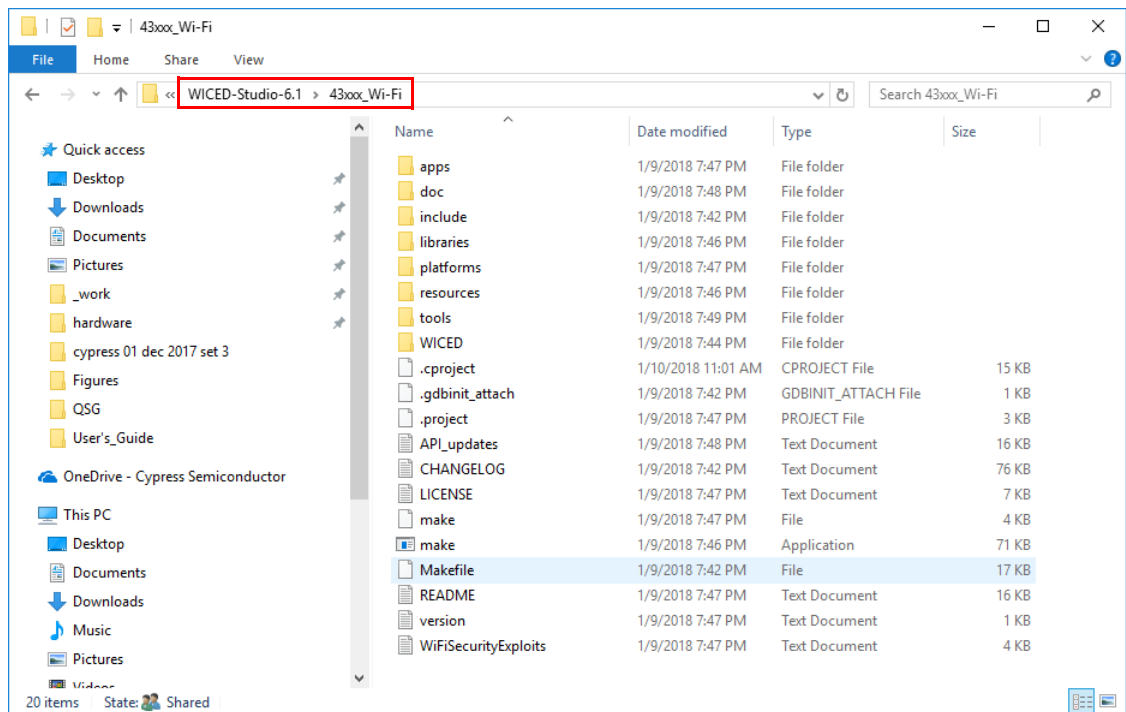 43xxx_Wi-Fi
File Home Share View
« WICED-Studio-6.1 > 43xxx_Wi-Fi Search 43xxx_Wi-Fi
Quick access
Desktop
Downloads
Documents
Pictures
_work
hardware
cypress 01 dec 2017 set 3
Figures
QSG
User's_Guide
OneDrive - Cypress Semiconductor
This PC
Desktop
Documents
Downloads
Music
Pictures
Videos
Name Date modified Type Size
apps 1/9/2018 7:47 PM File folder
doc 1/9/2018 7:48 PM File folder
include 1/9/2018 7:42 PM File folder
libraries 1/9/2018 7:46 PM File folder
platforms 1/9/2018 7:47 PM File folder
resources 1/9/2018 7:46 PM File folder
tools 1/9/2018 7:49 PM File folder
WICED 1/9/2018 7:44 PM File folder
.cproject 1/10/2018 11:01 AM CPROJECT File 15 KB
.gdbinit_attach 1/9/2018 7:42 PM GDBINIT_ATTACH File 1 KB
.project 1/9/2018 7:47 PM PROJECT File 3 KB
API_updates 1/9/2018 7:48 PM Text Document 16 KB
CHANGELOG 1/9/2018 7:42 PM Text Document 76 KB
LICENSE 1/9/2018 7:47 PM Text Document 7 KB
make 1/9/2018 7:47 PM File 4 KB
make 1/9/2018 7:46 PM Application 71 KB
Makefile 1/9/2018 7:42 PM File 17 KB
README 1/9/2018 7:47 PM Text Document 16 KB
version 1/9/2018 7:47 PM Text Document 1 KB
WiFiSecurityExploits 1/9/2018 7:47 PM Text Document 4 KB
20 items State: Shared